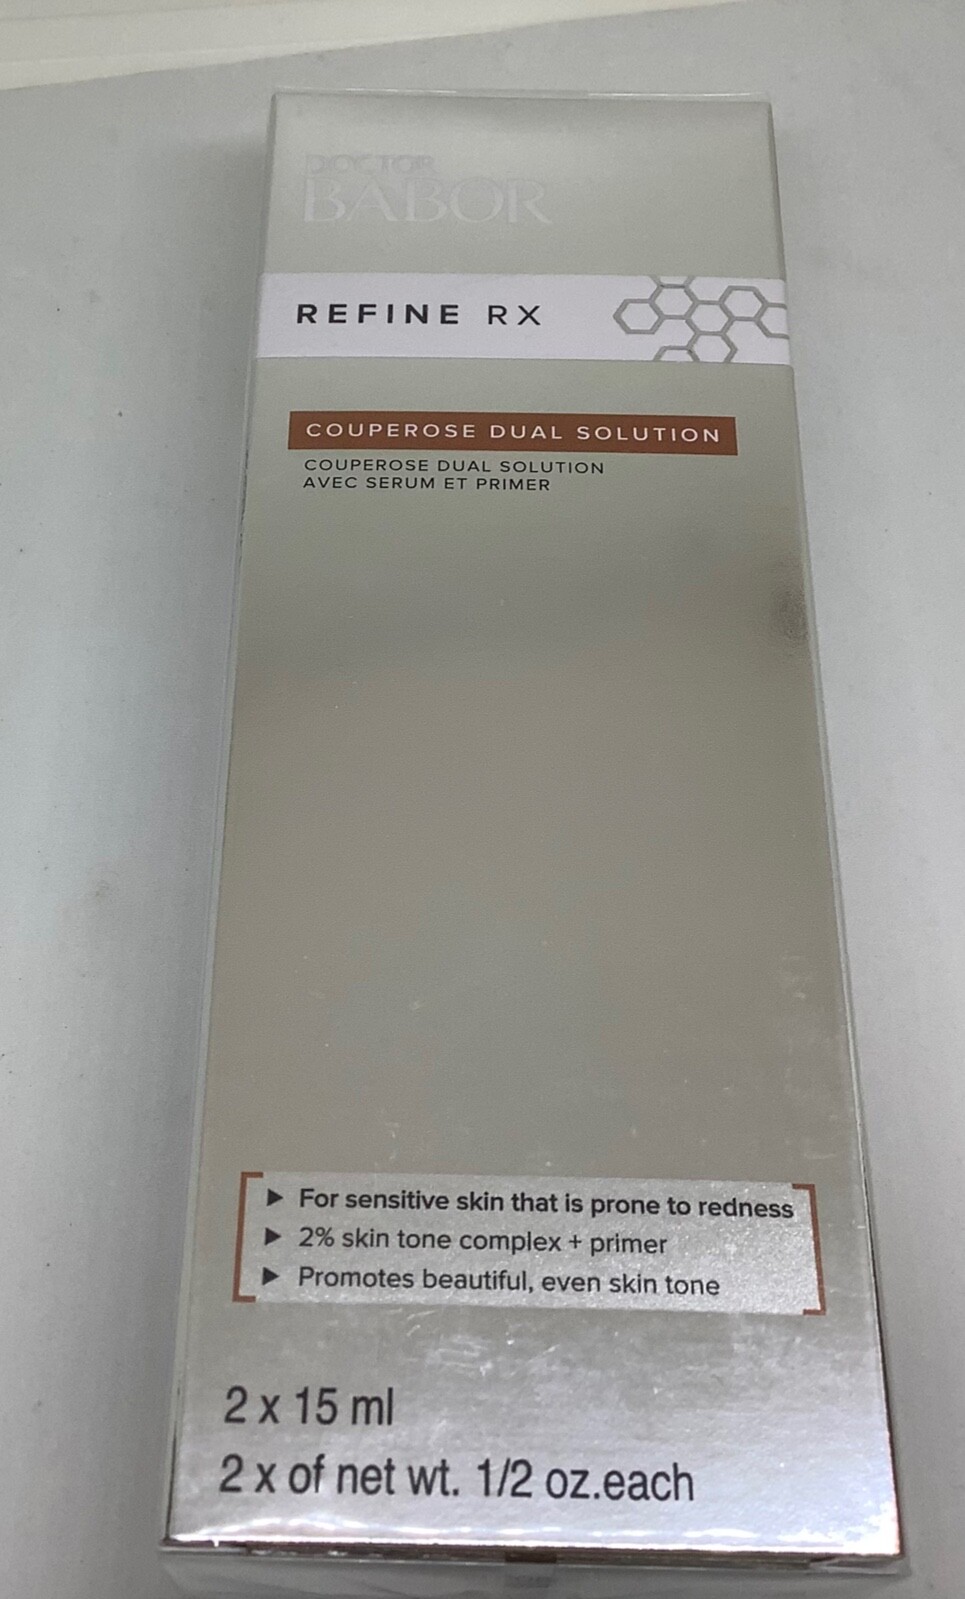 DOCTOR
BABOR
REFINE RX
COUPEROSE DUAL SOLUTION
COUPEROSE DUAL SOLUTION
AVEC SERUM ET PRIMER
► For sensitive skin that is prone to redness
► 2% skin tone complex + primer
► Promotes beautiful, even skin tone
2 x 15 ml
2 x of net wt. 1/2 oz.each